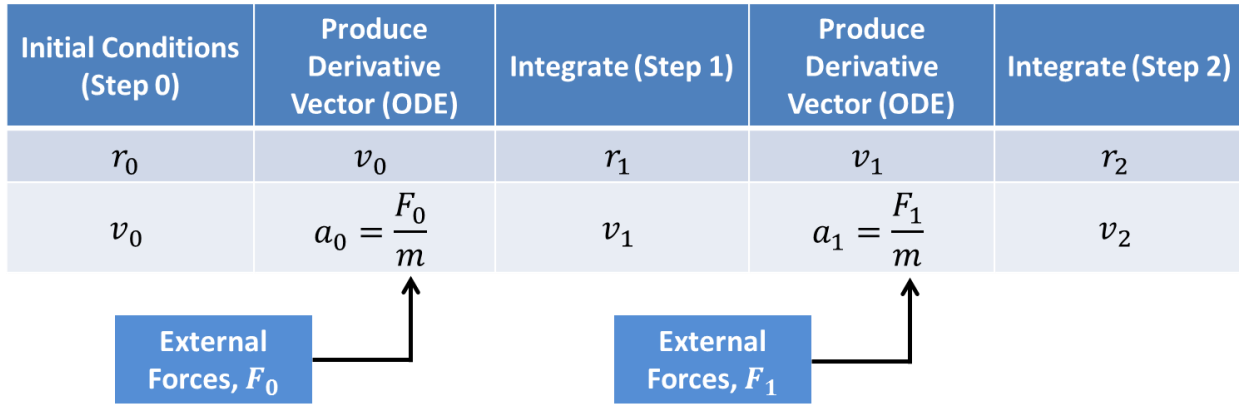 Initial Conditions
(Step 0)
Produce
Derivative
Vector (ODE)
Integrate (Step 1)
Produce
Derivative
Vector (ODE)
Integrate (Step 2)
r₀ v₀ r₁ v₁ r₂
v₀ a₀ = F₀/m v₁ a₁ = F₁/m v₂
External
Forces, F₀
External
Forces, F₁